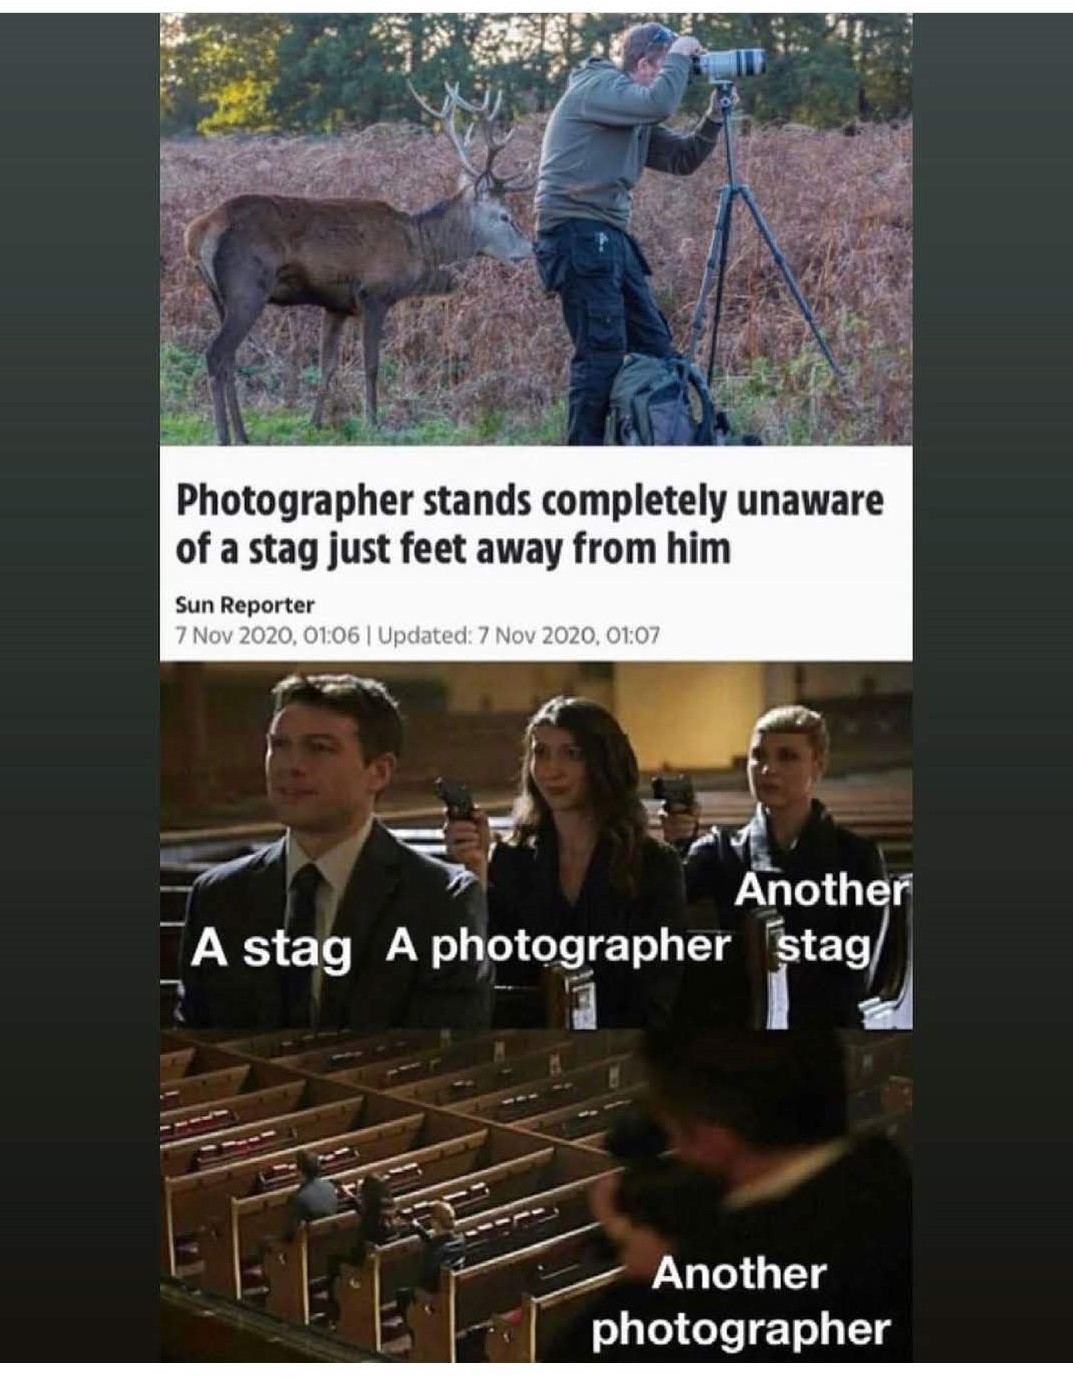 Photographer stands completely unaware
of a stag just feet away from him
Sun Reporter
7 Nov 2020, 01:06 | Updated: 7 Nov 2020, 01:07
A stag
A photographer
Another
stag
Another
photographer